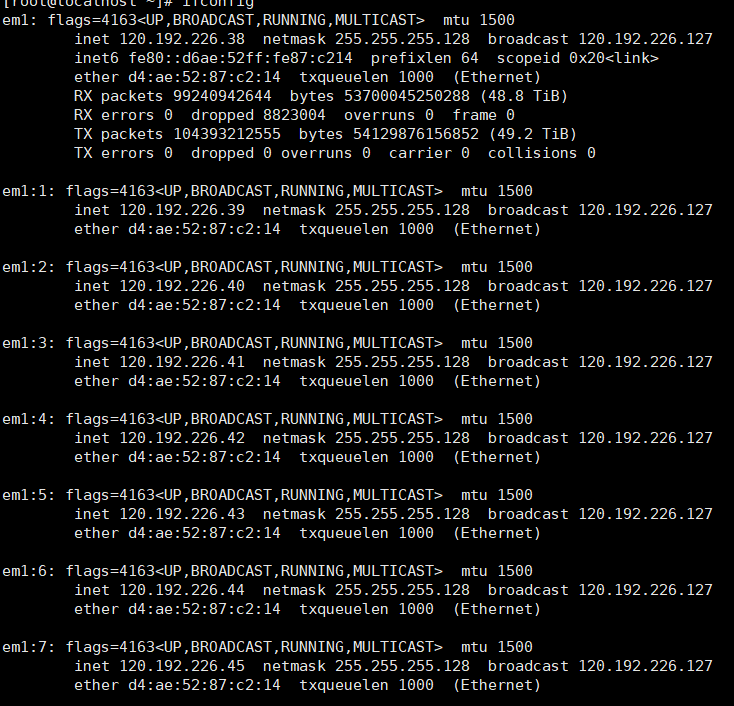 [root@localhost ~]# ifconfig
em1: flags=4163<UP,BROADCAST,RUNNING,MULTICAST>  mtu 1500
        inet 120.192.226.38  netmask 255.255.255.128  broadcast 120.192.226.127
        inet6 fe80::d6ae:52ff:fe87:c214  prefixlen 64  scopeid 0x20<link>
        ether d4:ae:52:87:c2:14  txqueuelen 1000  (Ethernet)
        RX packets 99240942644  bytes 53700045250288 (48.8 TiB)
        RX errors 0  dropped 8823004  overruns 0  frame 0
        TX packets 104393212555  bytes 54129876156852 (49.2 TiB)
        TX errors 0  dropped 0 overruns 0  carrier 0  collisions 0

em1:1: flags=4163<UP,BROADCAST,RUNNING,MULTICAST>  mtu 1500
        inet 120.192.226.39  netmask 255.255.255.128  broadcast 120.192.226.127
        ether d4:ae:52:87:c2:14  txqueuelen 1000  (Ethernet)

em1:2: flags=4163<UP,BROADCAST,RUNNING,MULTICAST>  mtu 1500
        inet 120.192.226.40  netmask 255.255.255.128  broadcast 120.192.226.127
        ether d4:ae:52:87:c2:14  txqueuelen 1000  (Ethernet)

em1:3: flags=4163<UP,BROADCAST,RUNNING,MULTICAST>  mtu 1500
        inet 120.192.226.41  netmask 255.255.255.128  broadcast 120.192.226.127
        ether d4:ae:52:87:c2:14  txqueuelen 1000  (Ethernet)

em1:4: flags=4163<UP,BROADCAST,RUNNING,MULTICAST>  mtu 1500
        inet 120.192.226.42  netmask 255.255.255.128  broadcast 120.192.226.127
        ether d4:ae:52:87:c2:14  txqueuelen 1000  (Ethernet)

em1:5: flags=4163<UP,BROADCAST,RUNNING,MULTICAST>  mtu 1500
        inet 120.192.226.43  netmask 255.255.255.128  broadcast 120.192.226.127
        ether d4:ae:52:87:c2:14  txqueuelen 1000  (Ethernet)

em1:6: flags=4163<UP,BROADCAST,RUNNING,MULTICAST>  mtu 1500
        inet 120.192.226.44  netmask 255.255.255.128  broadcast 120.192.226.127
        ether d4:ae:52:87:c2:14  txqueuelen 1000  (Ethernet)

em1:7: flags=4163<UP,BROADCAST,RUNNING,MULTICAST>  mtu 1500
        inet 120.192.226.45  netmask 255.255.255.128  broadcast 120.192.226.127
        ether d4:ae:52:87:c2:14  txqueuelen 1000  (Ethernet)